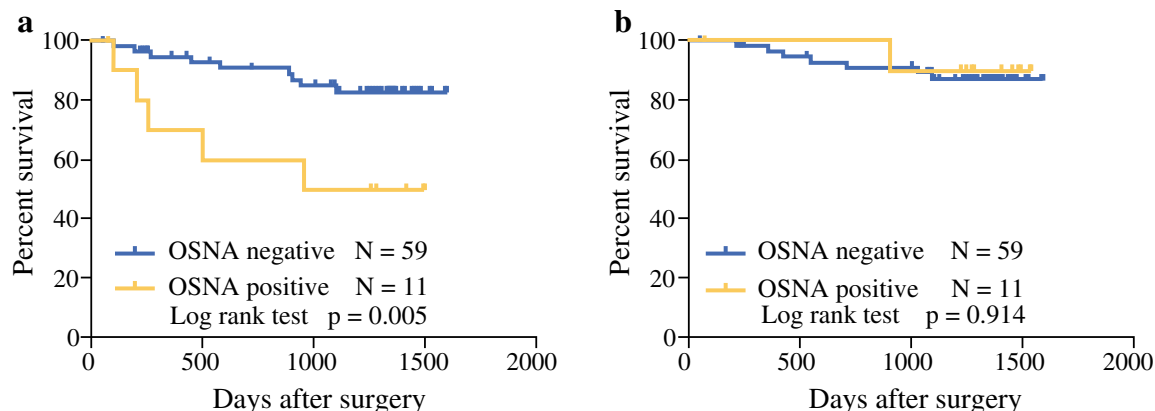 a
100
80
60
40
20
0
Percent survival
OSNA negative N = 59
OSNA positive N = 11
Log rank test p = 0.005
0 500 1000 1500 2000
Days after surgery
b
100
80
60
40
20
0
Percent survival
OSNA negative N = 59
OSNA positive N = 11
Log rank test p = 0.914
0 500 1000 1500 2000
Days after surgery